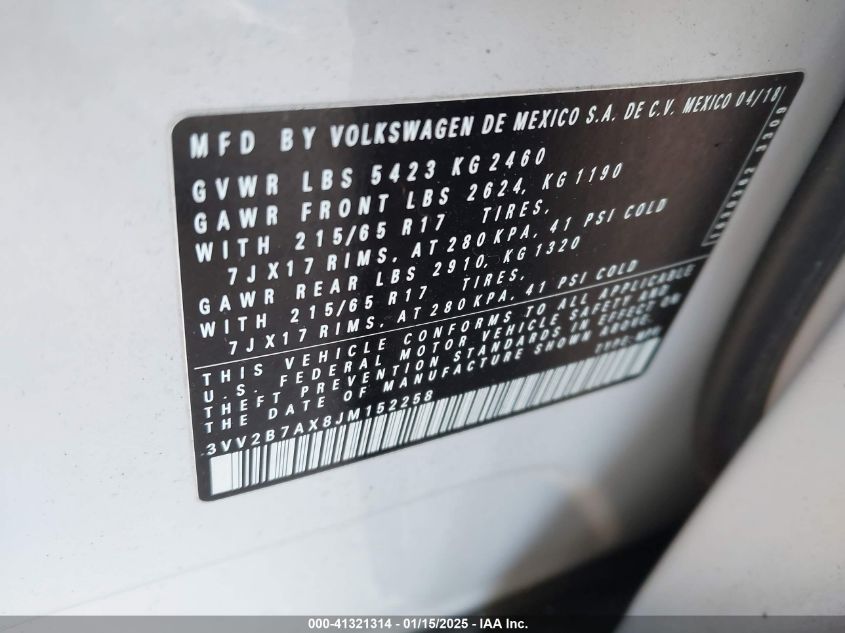 MFD BY VOLKSWAGEN DE MEXICO S.A. DE C.V. MEXICO 04/18
GVWR LBS 5423 KG 2460
GAWR FRONT LBS 2624, KG 1190
WITH 215/65 R17 TIRES,
7JX17 RIMS, AT 280 KPA, 41 PSI COLD
GAWR REAR LBS 2910, KG 1320
WITH 215/65 R17 TIRES,
7JX17 RIMS, AT 280 KPA, 41 PSI COLD
THIS VEHICLE CONFORMS TO ALL APPLICABLE
U.S. FEDERAL MOTOR VEHICLE SAFETY AND
THEFT PREVENTION STANDARDS IN EFFECT ON
THE DATE OF MANUFACTURE SHOWN ABOVE.
TYPE: MPV
3VV2B7AX8JM152258
000-41321314 - 01/15/2025 - IAA Inc.